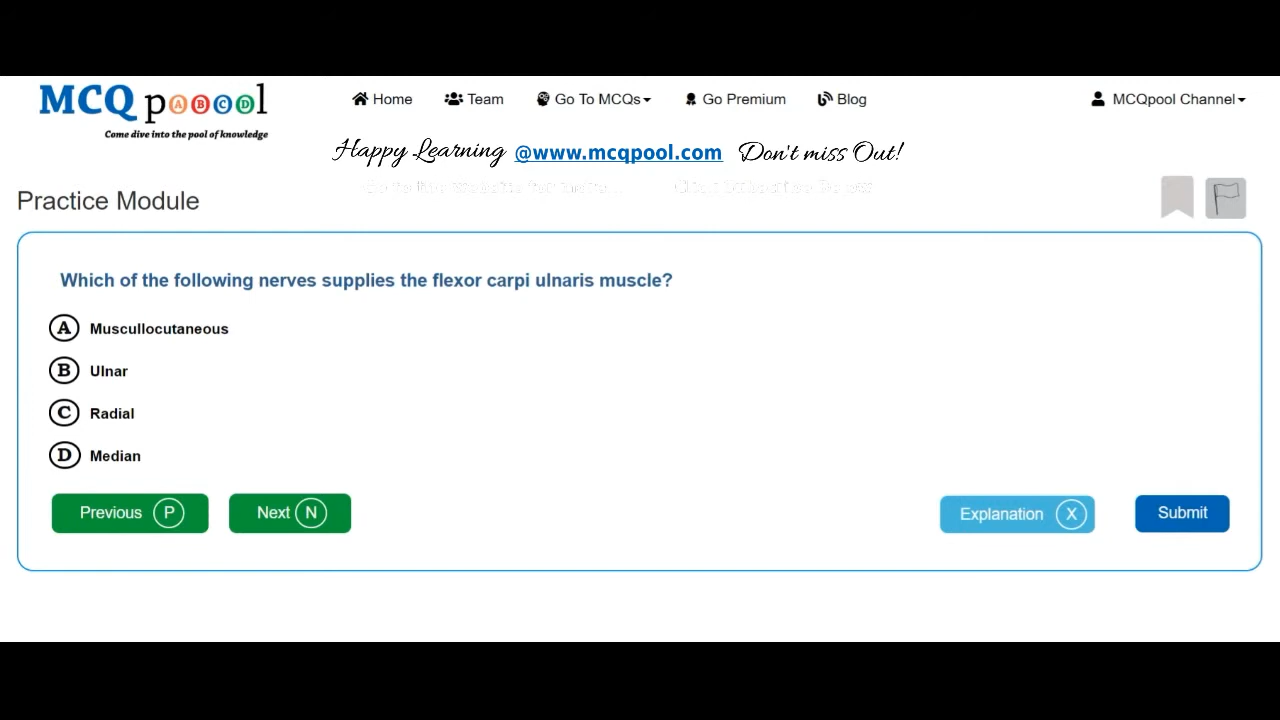 MCQ pooool
Come dive into the pool of knowledge
Home Team Go To MCQs Go Premium Blog MCQpool Channel
Happy Learning @www.mcqpool.com Don't miss Out!
Practice Module
Which of the following nerves supplies the flexor carpi ulnaris muscle?
A Muscullocutaneous
B Ulnar
C Radial
D Median
Previous P Next N Explanation X Submit